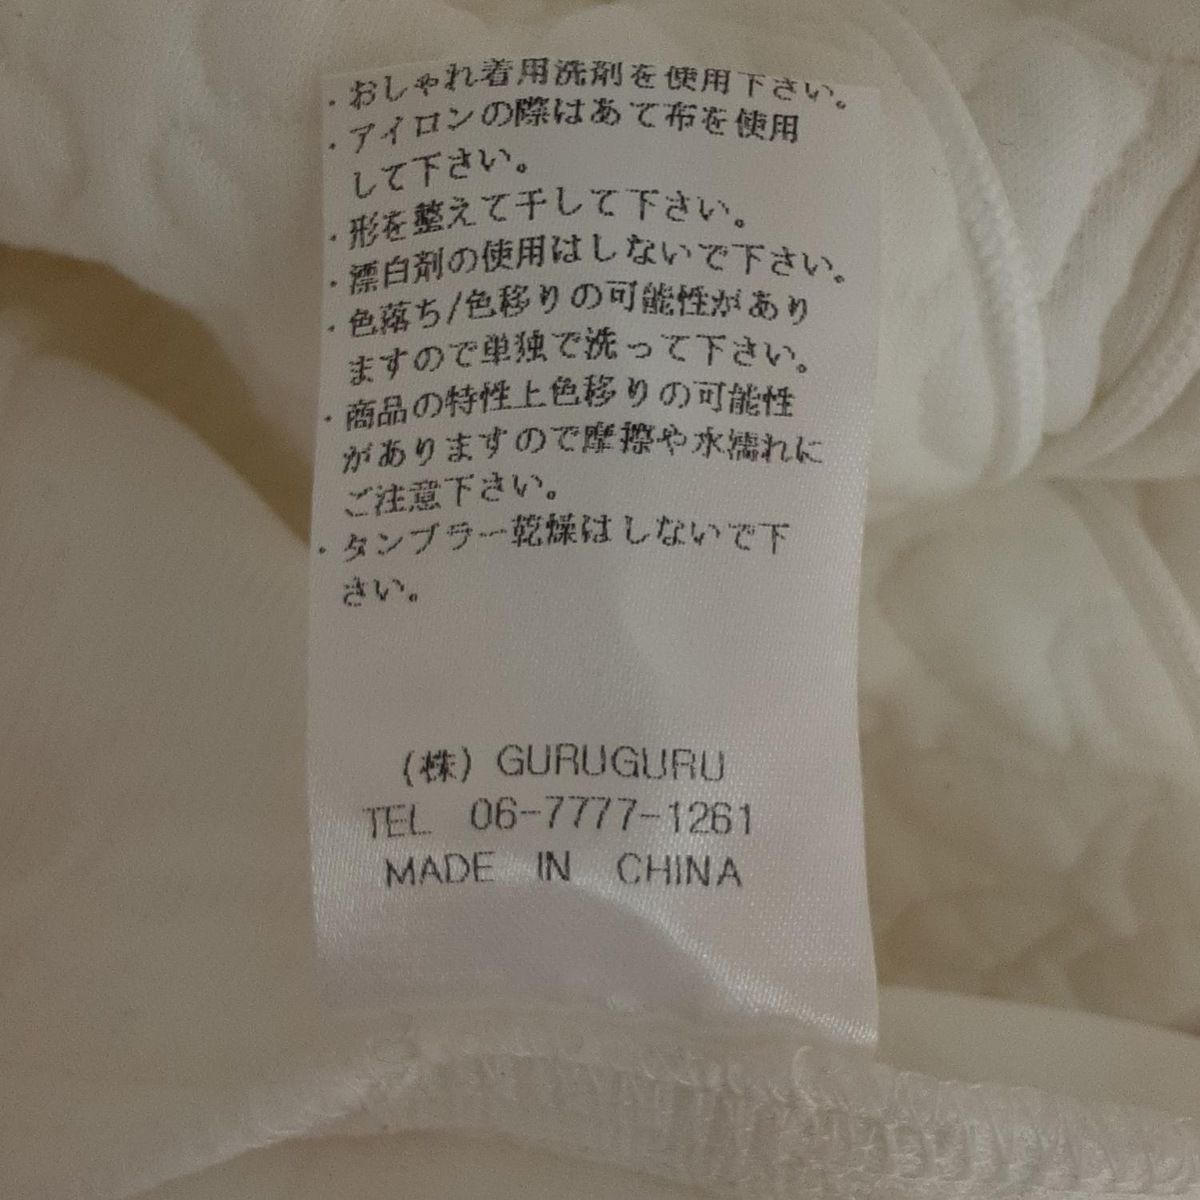 ・おしゃれ着用洗剤を使用下さい。
・アイロンの際はあて布を使用
して下さい。
・形を整えて干して下さい。
・漂白剤の使用はしないで下さい。
・色落ち/色移りの可能性があり
ますので単独で洗って下さい。
・商品の特性上色移りの可能性
がありますので摩擦や水濡れに
ご注意下さい。
・タンブラー乾燥はしないで下
さい。
(株) GURUGURU
TEL 06-7777-1261
MADE IN CHINA